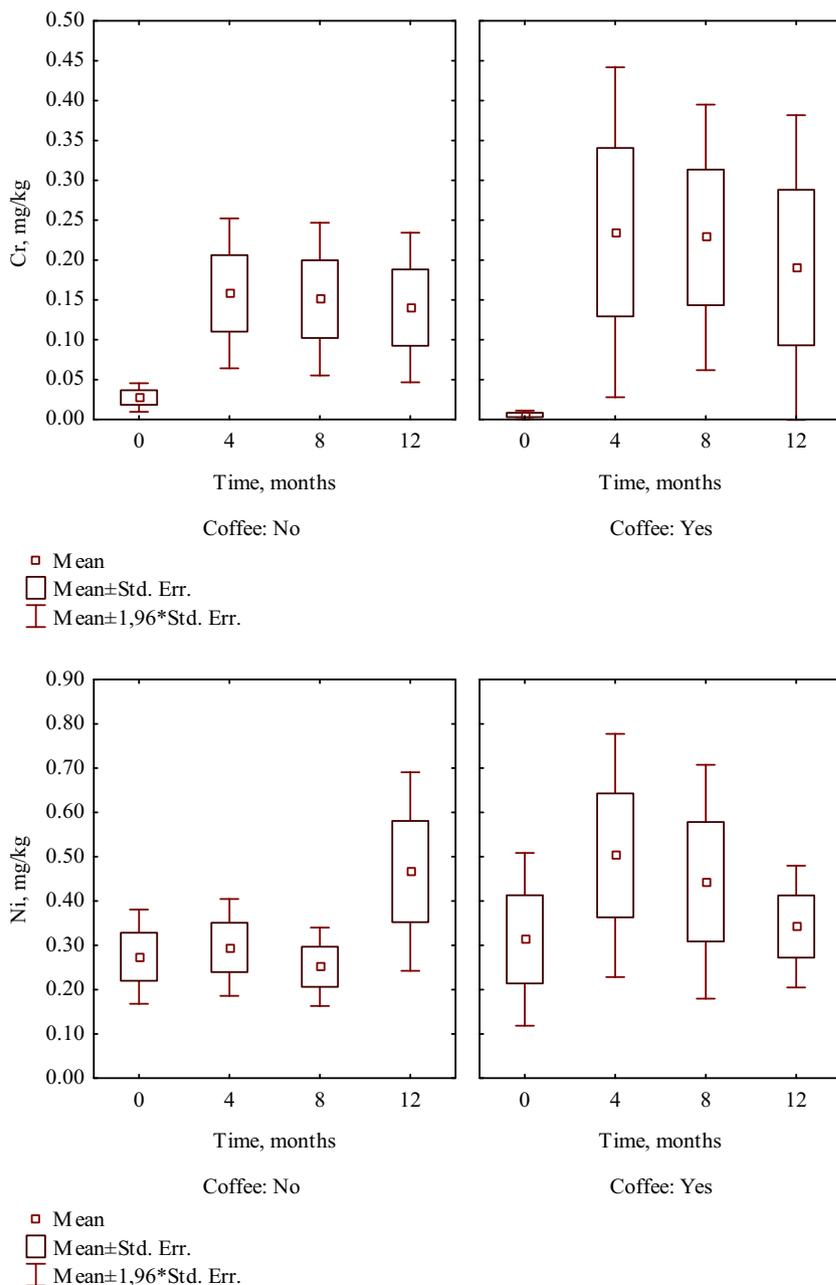 0.50
0.45
0.40
0.35
0.30
0.25
0.20
0.15
0.10
0.05
0.00
Cr, mg/kg
0 4 8 12 0 4 8 12
Time, months Time, months
Coffee: No Coffee: Yes
Mean
Mean±Std. Err.
Mean±1,96*Std. Err.
0.90
0.80
0.70
0.60
0.50
0.40
0.30
0.20
0.10
0.00
Ni, mg/kg
0 4 8 12 0 4 8 12
Time, months Time, months
Coffee: No Coffee: Yes
Mean
Mean±Std. Err.
Mean±1,96*Std. Err.